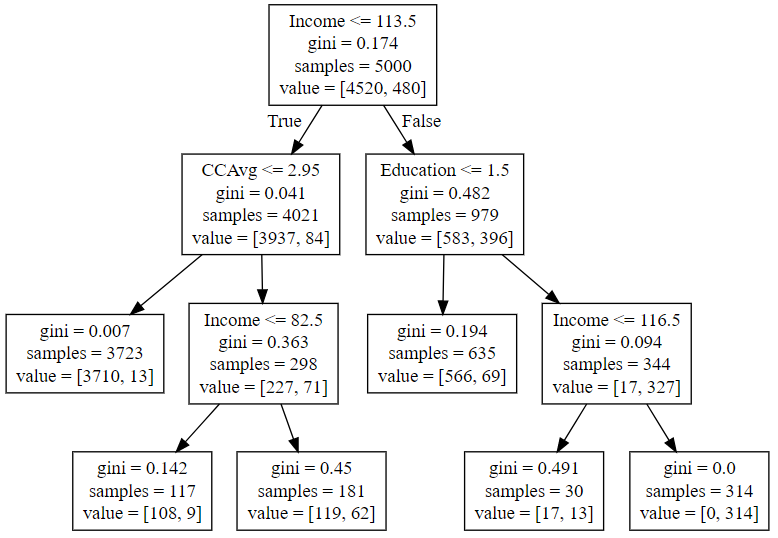 Income <= 113.5
gini = 0.174
samples = 5000
value = [4520, 480]
True
False
CCAvg <= 2.95
gini = 0.041
samples = 4021
value = [3937, 84]
Education <= 1.5
gini = 0.482
samples = 979
value = [583, 396]
gini = 0.007
samples = 3723
value = [3710, 13]
Income <= 82.5
gini = 0.363
samples = 298
value = [227, 71]
gini = 0.194
samples = 635
value = [566, 69]
Income <= 116.5
gini = 0.094
samples = 344
value = [17, 327]
gini = 0.142
samples = 117
value = [108, 9]
gini = 0.45
samples = 181
value = [119, 62]
gini = 0.491
samples = 30
value = [17, 13]
gini = 0.0
samples = 314
value = [0, 314]